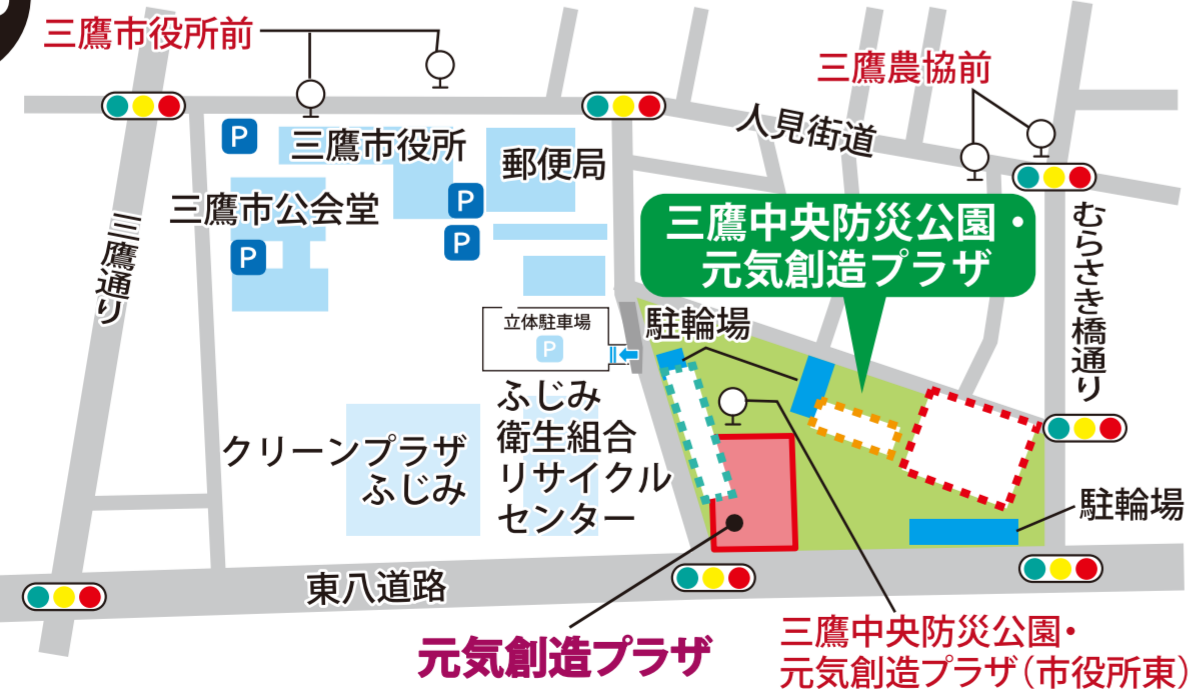 三鷹市役所前
三鷹農協前
人見街道
P
三鷹市役所
郵便局
三鷹市公会堂
P
P
P
三鷹通り
むらさき橋通り
三鷹中央防災公園・
元気創造プラザ
立体駐車場
P
駐輪場
ふじみ
衛生組合
リサイクル
センター
クリーンプラザ
ふじみ
駐輪場
東八道路
元気創造プラザ
三鷹中央防災公園・
元気創造プラザ(市役所東)